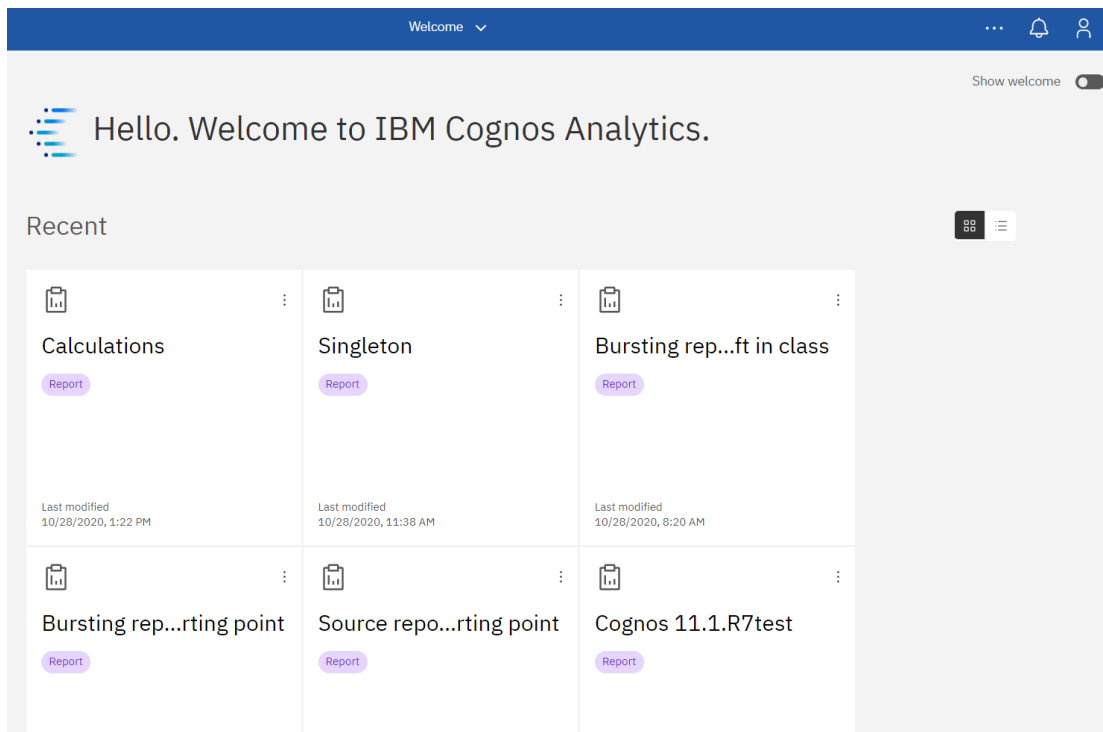 Welcome
Show welcome
Hello. Welcome to IBM Cognos Analytics.
Recent
Calculations
Report
Last modified
10/28/2020, 1:22 PM
Singleton
Report
Last modified
10/28/2020, 11:38 AM
Bursting rep...ft in class
Report
Last modified
10/28/2020, 8:20 AM
Bursting rep...rting point
Report
Source repo...rting point
Report
Cognos 11.1.R7test
Report